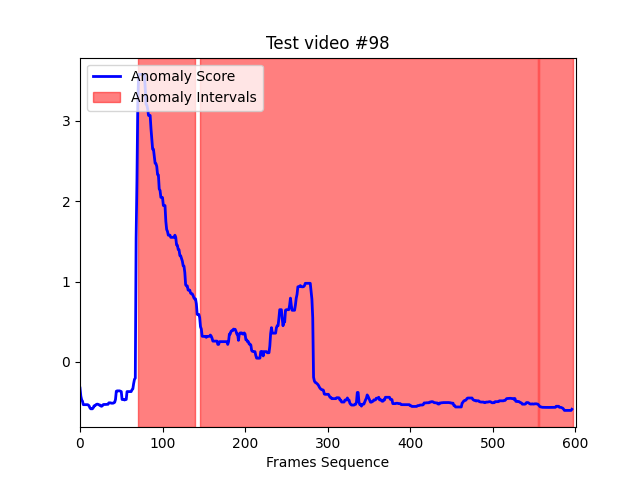 Test video #98
Anomaly Score
Anomaly Intervals
3
2
1
0
0 100 200 300 400 500 600
Frames Sequence